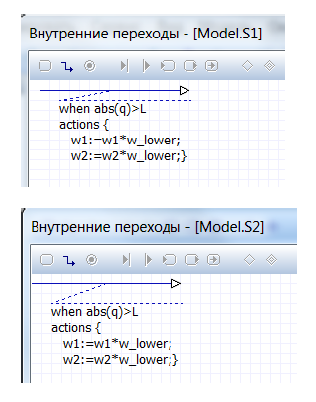 Внутренние переходы - [Model.S1]
when abs(q)>L
actions {
w1:−w1*w_lower;
w2:=w2*w_lower;}
Внутренние переходы - [Model.S2]
when abs(q)>L
actions {
w1:=w1*w_lower;
w2:=w2*w_lower;}